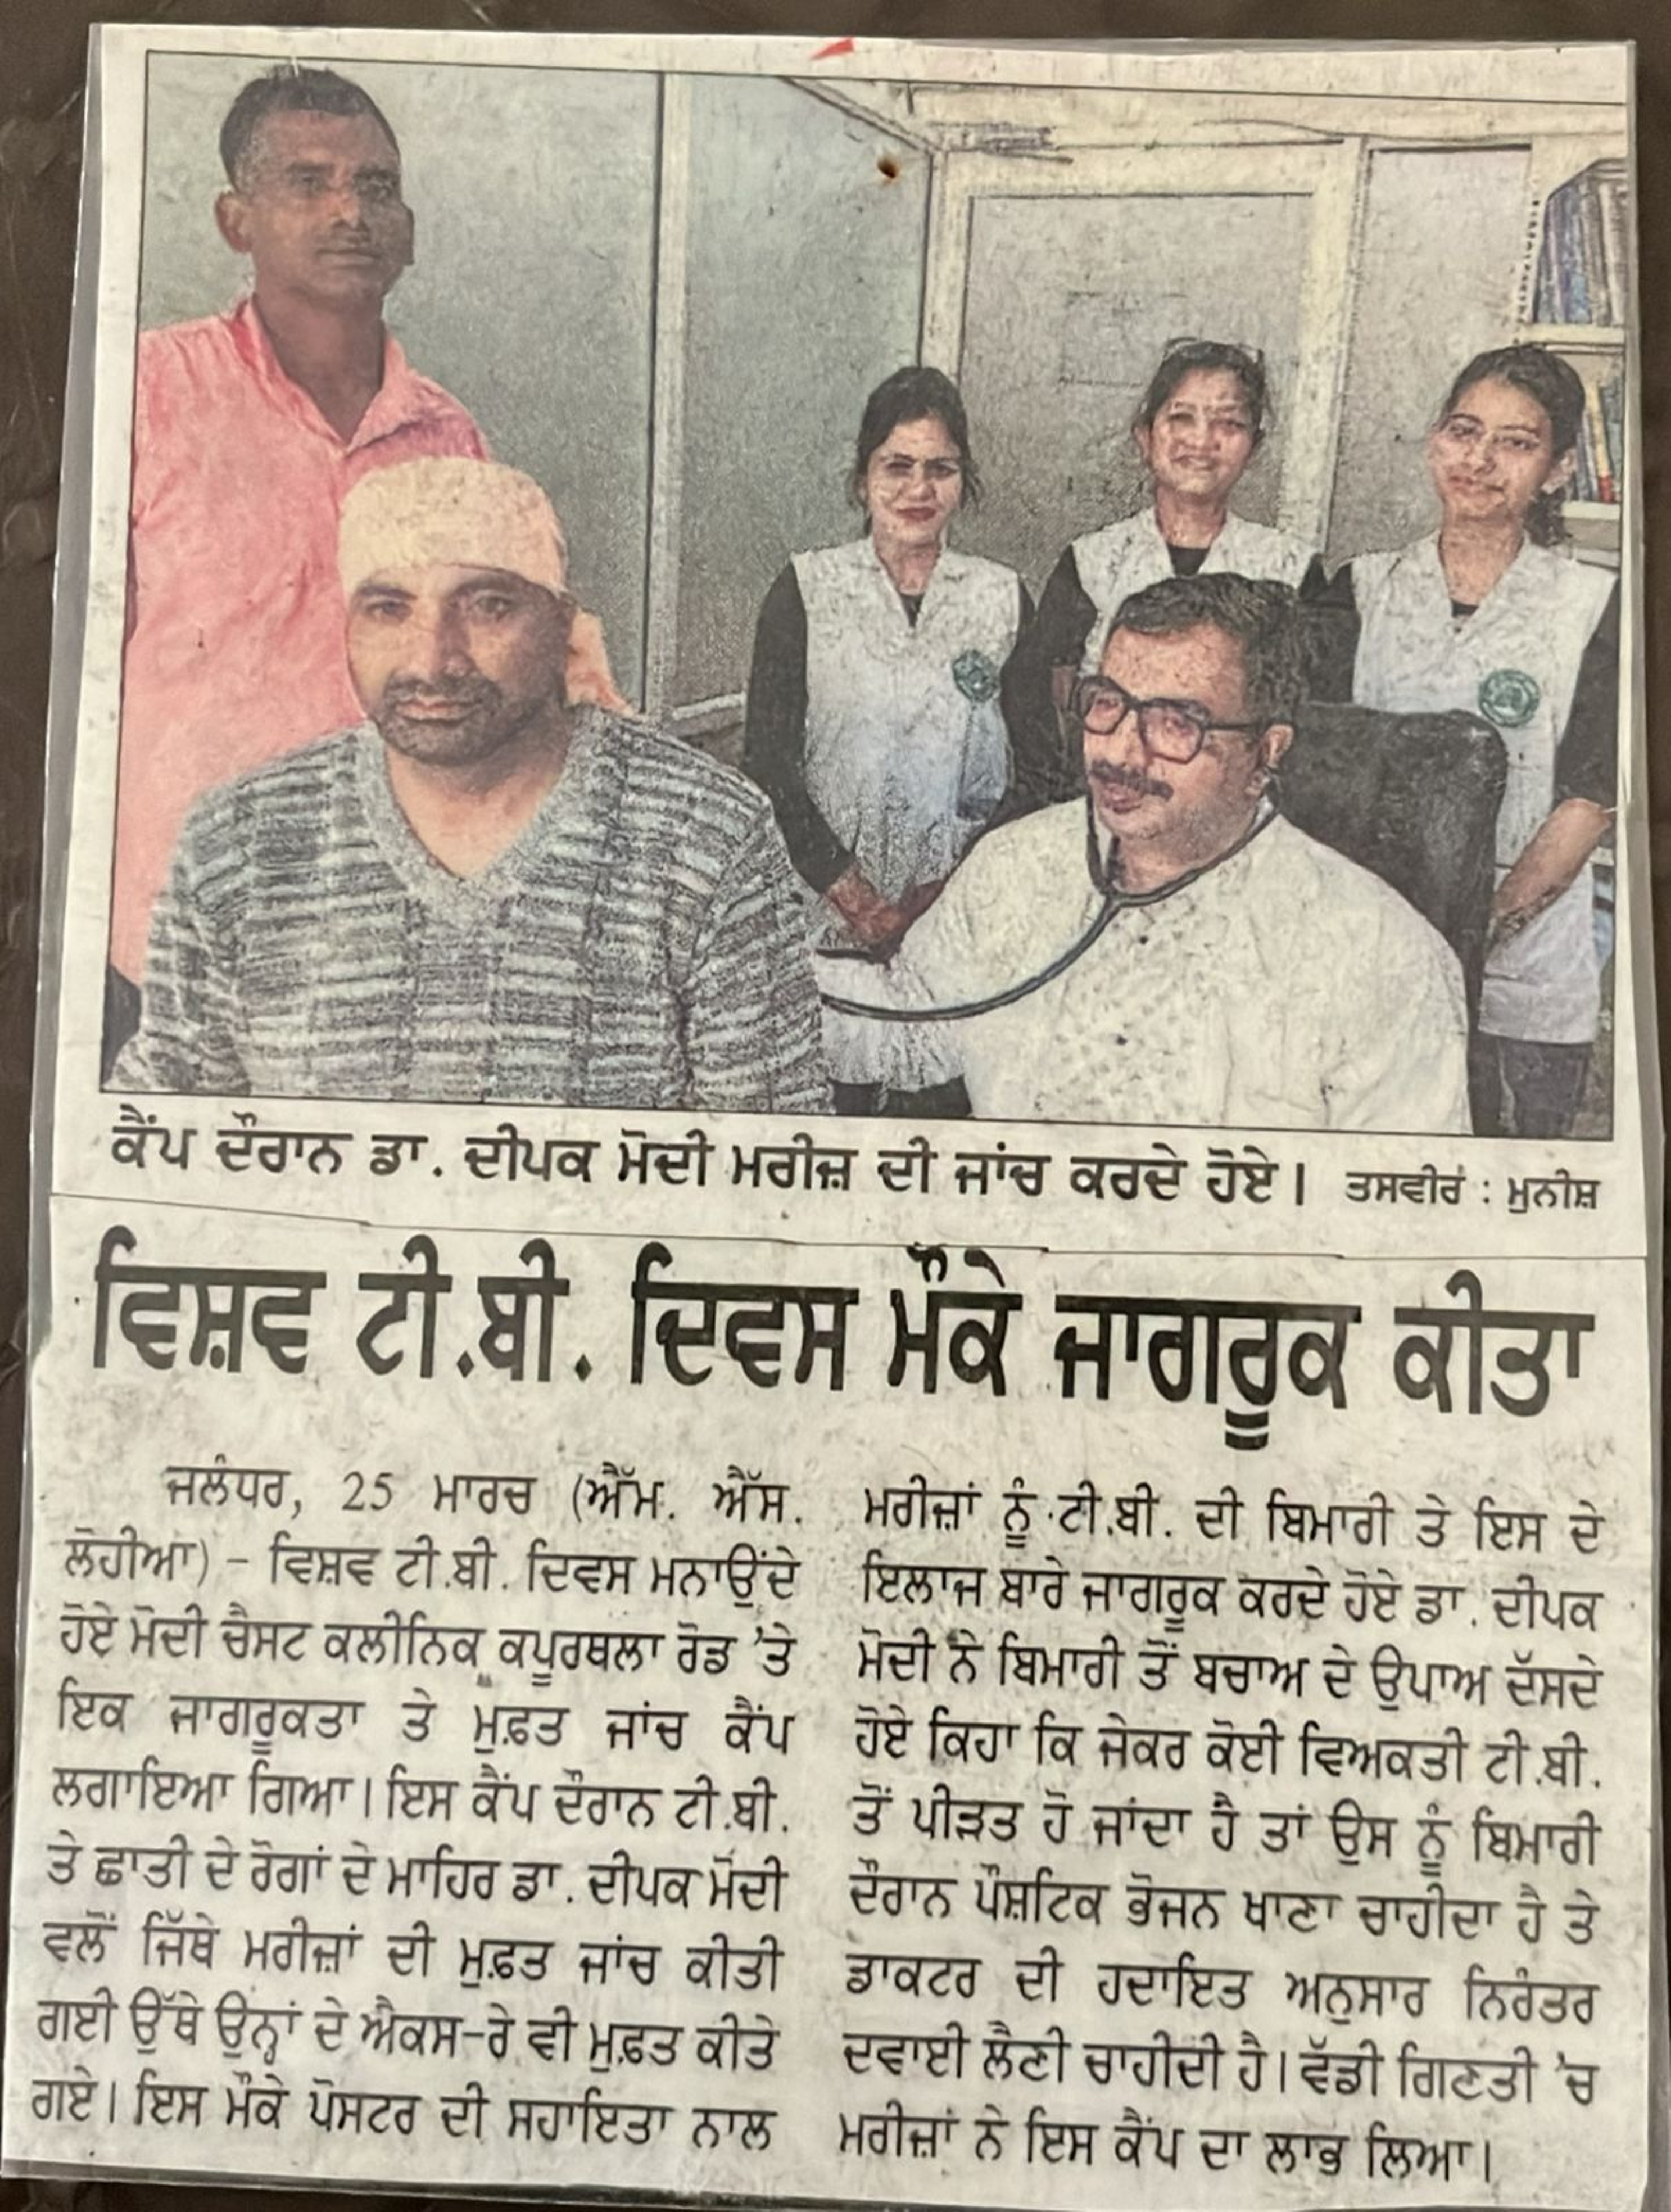 ਕੈਂਪ ਦੌਰਾਨ ਡਾ. ਦੀਪਕ ਮੋਦੀ ਮਰੀਜ਼ ਦੀ ਜਾਂਚ ਕਰਦੇ ਹੋਏ। ਤਸਵੀਰ : ਮੁਨੀਸ਼
ਵਿਸ਼ਵ ਟੀ.ਬੀ. ਦਿਵਸ ਮੌਕੇ ਜਾਗਰੂਕ ਕੀਤਾ
ਜਲੰਧਰ, 25 ਮਾਰਚ (ਐੱਮ. ਐੱਸ.
ਲੋਹੀਆ) - ਵਿਸ਼ਵ ਟੀ.ਬੀ. ਦਿਵਸ ਮਨਾਉਂਦੇ
ਹੋਏ ਮੋਦੀ ਚੈਸਟ ਕਲੀਨਿਕ ਕਪੂਰਥਲਾ ਰੋਡ 'ਤੇ
ਇਕ ਜਾਗਰੂਕਤਾ ਤੇ ਮੁਫ਼ਤ ਜਾਂਚ ਕੈਂਪ
ਲਗਾਇਆ ਗਿਆ। ਇਸ ਕੈਂਪ ਦੌਰਾਨ ਟੀ.ਬੀ.
ਤੇ ਛਾਤੀ ਦੇ ਰੋਗਾਂ ਦੇ ਮਾਹਿਰ ਡਾ. ਦੀਪਕ ਮੋਦੀ
ਵਲੋਂ ਜਿੱਥੇ ਮਰੀਜ਼ਾਂ ਦੀ ਮੁਫ਼ਤ ਜਾਂਚ ਕੀਤੀ
ਗਈ ਉੱਥੇ ਉਨ੍ਹਾਂ ਦੇ ਐਕਸ-ਰੇ ਵੀ ਮੁਫ਼ਤ ਕੀਤੇ
ਗਏ। ਇਸ ਮੌਕੇ ਪੋਸਟਰ ਦੀ ਸਹਾਇਤਾ ਨਾਲ
ਮਰੀਜ਼ਾਂ ਨੂੰ ਟੀ.ਬੀ. ਦੀ ਬਿਮਾਰੀ ਤੇ ਇਸ ਦੇ
ਇਲਾਜ ਬਾਰੇ ਜਾਗਰੂਕ ਕਰਦੇ ਹੋਏ ਡਾ. ਦੀਪਕ
ਮੋਦੀ ਨੇ ਬਿਮਾਰੀ ਤੋਂ ਬਚਾਅ ਦੇ ਉਪਾਅ ਦੱਸਦੇ
ਹੋਏ ਕਿਹਾ ਕਿ ਜੇਕਰ ਕੋਈ ਵਿਅਕਤੀ ਟੀ.ਬੀ.
ਤੋਂ ਪੀੜਤ ਹੋ ਜਾਂਦਾ ਹੈ ਤਾਂ ਉਸ ਨੂੰ ਬਿਮਾਰੀ
ਦੌਰਾਨ ਪੌਸ਼ਟਿਕ ਭੋਜਨ ਖਾਣਾ ਚਾਹੀਦਾ ਹੈ ਤੇ
ਡਾਕਟਰ ਦੀ ਹਦਾਇਤ ਅਨੁਸਾਰ ਨਿਰੰਤਰ
ਦਵਾਈ ਲੈਣੀ ਚਾਹੀਦੀ ਹੈ। ਵੱਡੀ ਗਿਣਤੀ 'ਚ
ਮਰੀਜ਼ਾਂ ਨੇ ਇਸ ਕੈਂਪ ਦਾ ਲਾਭ ਲਿਆ।